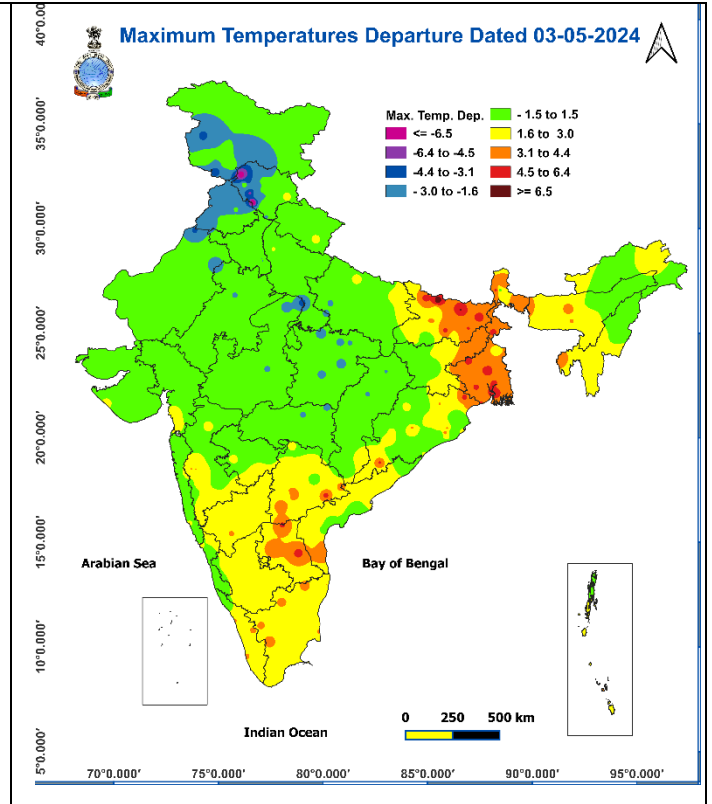 Maximum Temperatures Departure Dated 03-05-2024
Max. Temp. Dep.
<= -6.5
-6.4 to -4.5
-4.4 to -3.1
- 3.0 to -1.6
- 1.5 to 1.5
1.6 to 3.0
3.1 to 4.4
4.5 to 6.4
>= 6.5
40°0.000'
35°0.000'
30°0.000'
25°0.000'
20°0.000'
15°0.000'
10°0.000'
5°0.000'
Arabian Sea
Bay of Bengal
Indian Ocean
0 250 500 km
70°0.000' 75°0.000' 80°0.000' 85°0.000' 90°0.000' 95°0.000'